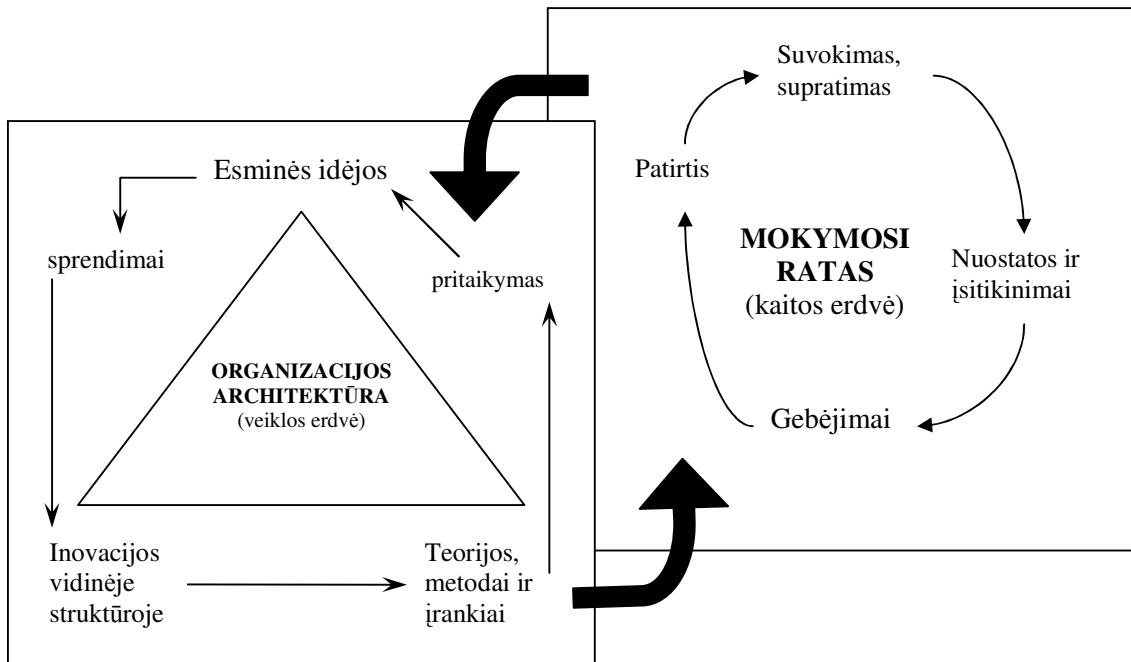 Esminės idėjos
sprendimai
pritaikymas
ORGANIZACIJOS
ARCHITEKTŪRA
(veiklos erdvė)
Inovacijos
vidinėje
struktūroje
Teorijos,
metodai ir
įrankiai
Suvokimas,
supratimas
Patirtis
MOKYMOSI
RATAS
(kaitos erdvė)
Nuostatos ir
įsitikinimai
Gebėjimai